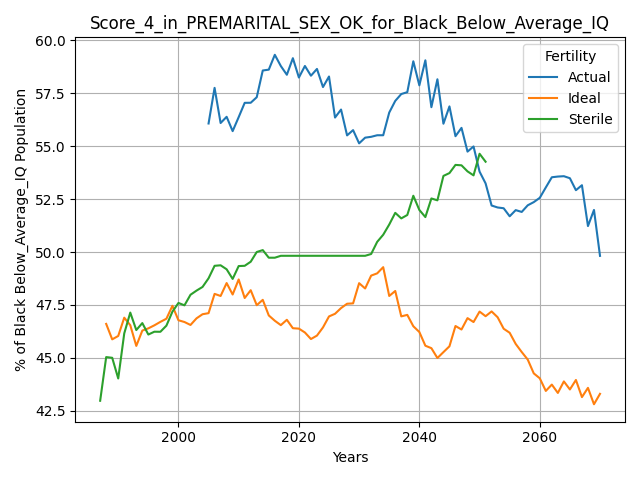 Score_4_in_PREMARITAL_SEX_OK_for_Black_Below_Average_IQ
% of Black Below_Average_IQ Population
60.0
57.5
55.0
52.5
50.0
47.5
45.0
42.5
Fertility
Actual
Ideal
Sterile
2000
2020
2040
2060
Years